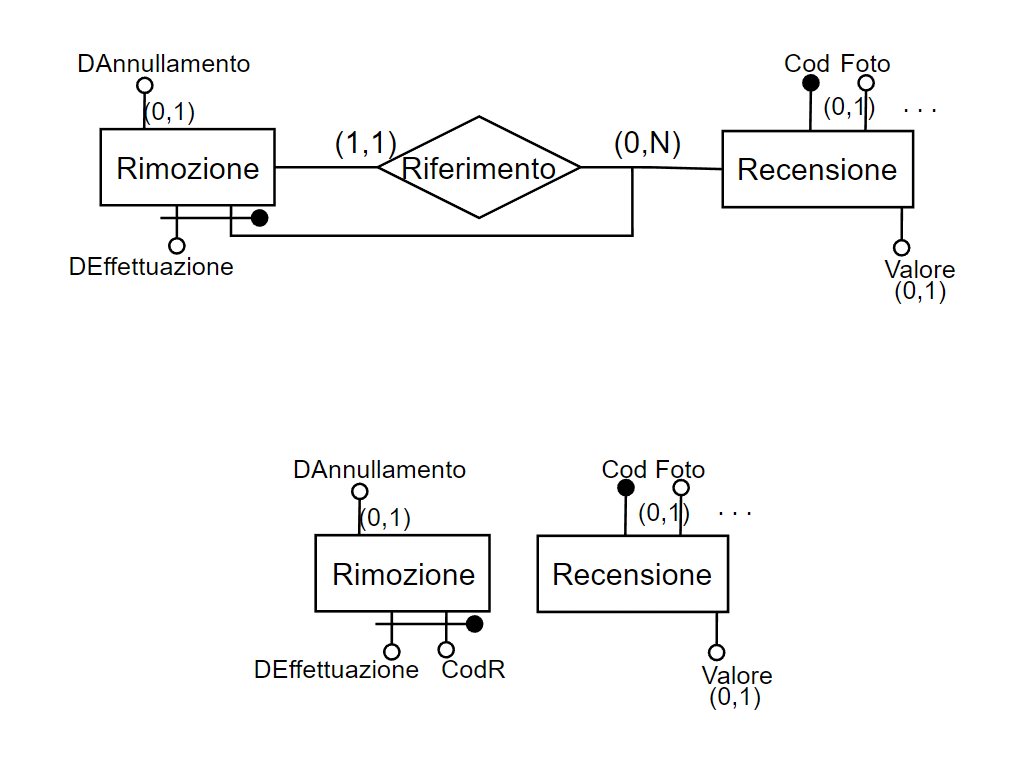 DAnnullamento
(0,1)
Rimozione
DEffettuazione
(1,1)
Riferimento
(0,N)
Cod Foto
(0,1) . . .
Recensione
Valore
(0,1)
DAnnullamento
(0,1)
Rimozione
DEffettuazione CodR
Cod Foto
(0,1) . . .
Recensione
Valore
(0,1)